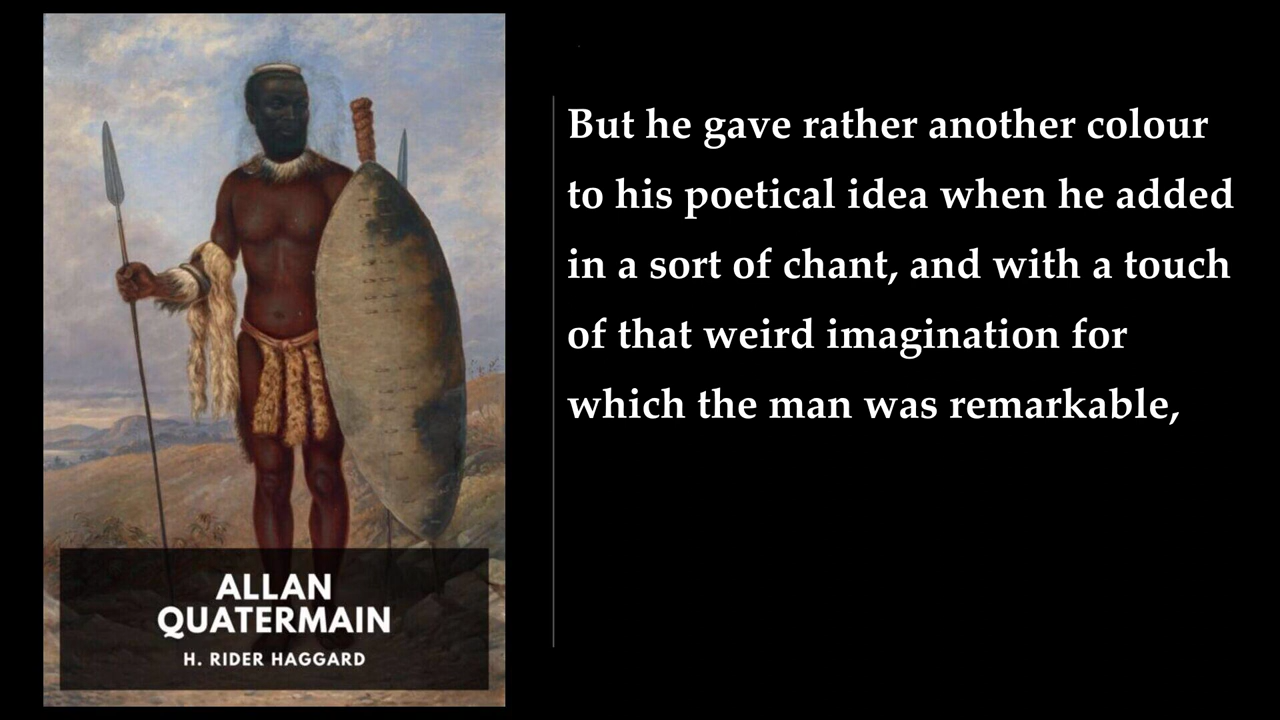 ALLAN
QUATERMAIN
H. RIDER HAGGARD
But he gave rather another colour
to his poetical idea when he added
in a sort of chant, and with a touch
of that weird imagination for
which the man was remarkable,